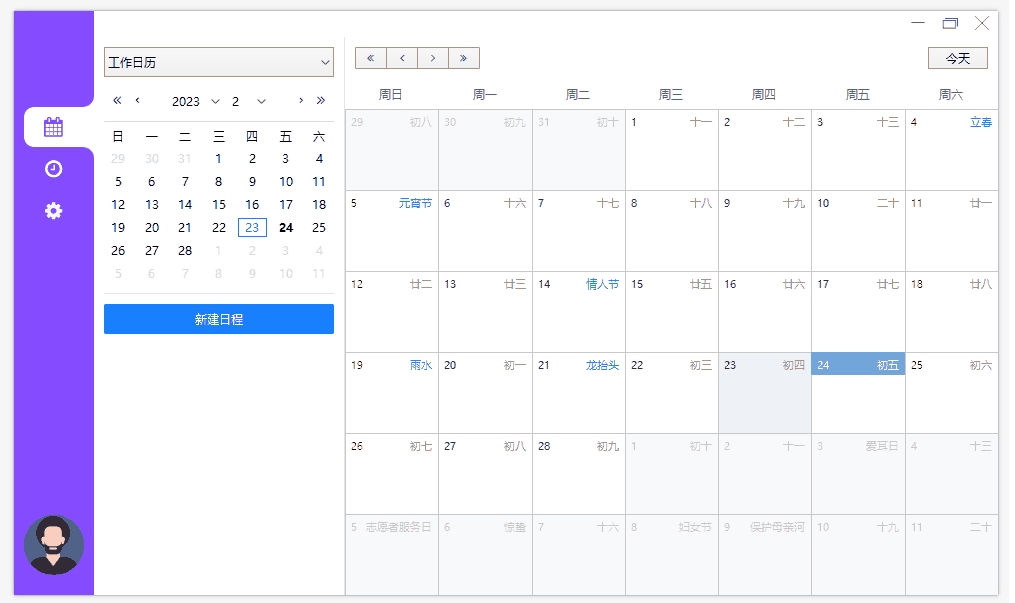 工作日历
« ‹ 2023 2 › »
日 一 二 三 四 五 六
29 30 31 1 2 3 4
5 6 7 8 9 10 11
12 13 14 15 16 17 18
19 20 21 22 23 24 25
26 27 28 1 2 3 4
5 6 7 8 9 10 11
新建日程
« ‹ › »
今天
周日 周一 周二 周三 周四 周五 周六
29 初八 30 初九 31 初十 1 十一 2 十二 3 十三 4 立春
5 元宵节 6 十六 7 十七 8 十八 9 十九 10 二十 11 廿一
12 廿二 13 廿三 14 情人节 15 廿五 16 廿六 17 廿七 18 廿八
19 雨水 20 初一 21 龙抬头 22 初三 23 初四 24 初五 25 初六
26 初七 27 初八 28 初九 1 初十 2 十一 3 爱耳日 4 十三
5 志愿者服务日 6 惊蛰 7 十六 8 妇女节 9 保护母亲河 10 十九 11 二十